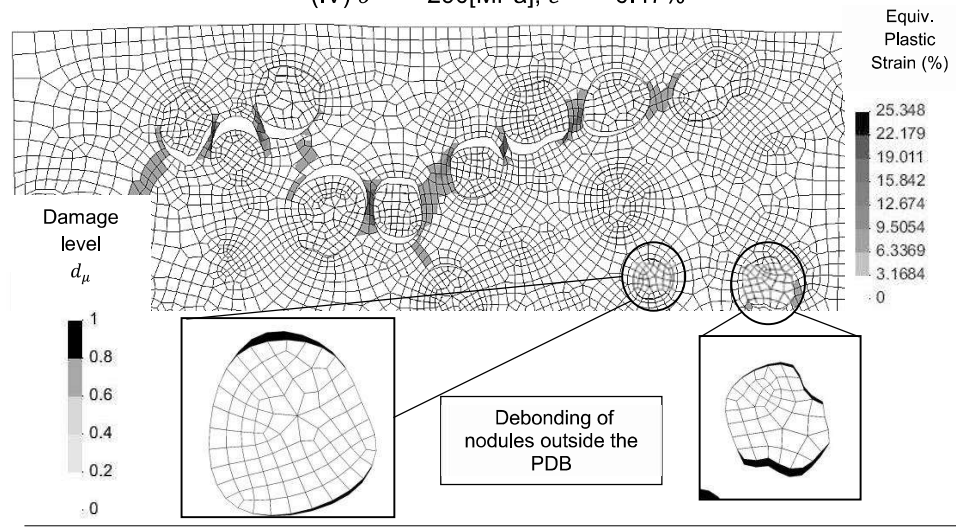 Equiv.
Plastic
Strain (%)
25.348
22.179
19.011
15.842
12.674
9.5054
6.3369
3.1684
0
Damage
level
d_μ
1
0.8
0.6
0.4
0.2
0
Debonding of
nodules outside the
PDB